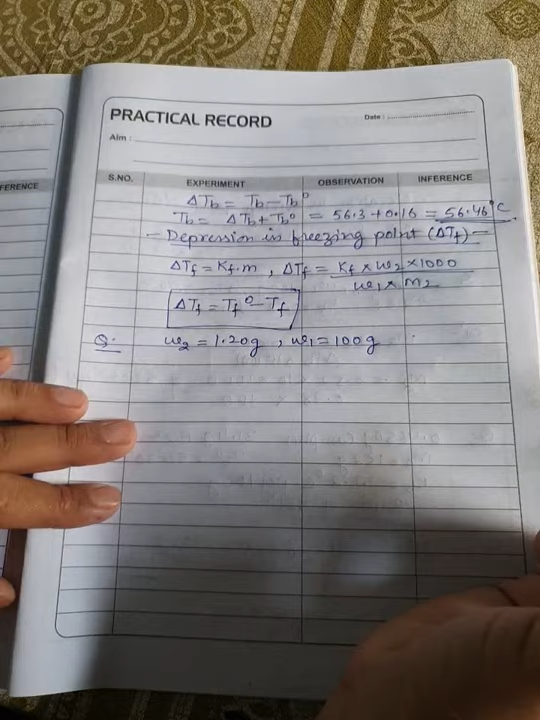 PRACTICAL RECORD
Date :
Aim :
FERENCE
S.NO. EXPERIMENT OBSERVATION INFERENCE
ΔTb = Tb – Tb°
Tb = ΔTb + Tb° = 56.3 + 0.16 = 56.46°C.
– Depression in freezing point (ΔTf) –
ΔTf = Kf.m , ΔTf = Kf × w2 × 1000
w1 × M2
ΔTf = Tf° – Tf
Q. w2 = 1.20g , w1 = 100g